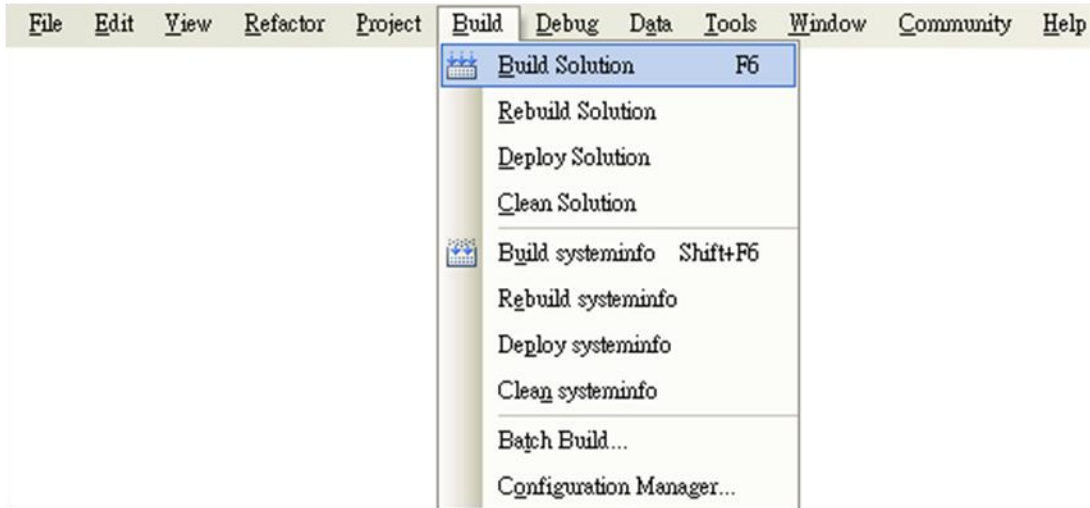 File Edit View Refactor Project Build Debug Data Tools Window Community Help
Build Solution F6
Rebuild Solution
Deploy Solution
Clean Solution
Build systeminfo Shift+F6
Rebuild systeminfo
Deploy systeminfo
Clean systeminfo
Batch Build...
Configuration Manager...